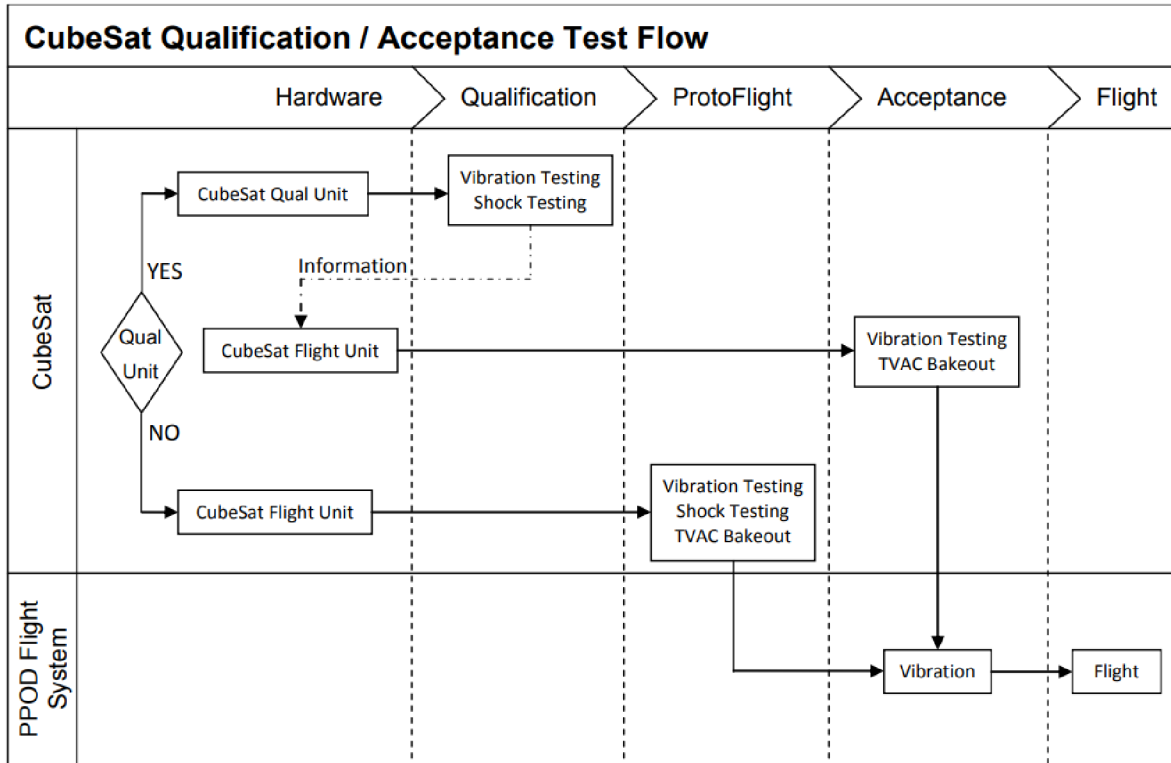 CubeSat Qualification / Acceptance Test Flow
Hardware
Qualification
ProtoFlight
Acceptance
Flight
CubeSat
CubeSat Qual Unit
Vibration Testing
Shock Testing
YES
Information
Qual
Unit
CubeSat Flight Unit
Vibration Testing
TVAC Bakeout
NO
CubeSat Flight Unit
Vibration Testing
Shock Testing
TVAC Bakeout
PPOD Flight
System
Vibration
Flight